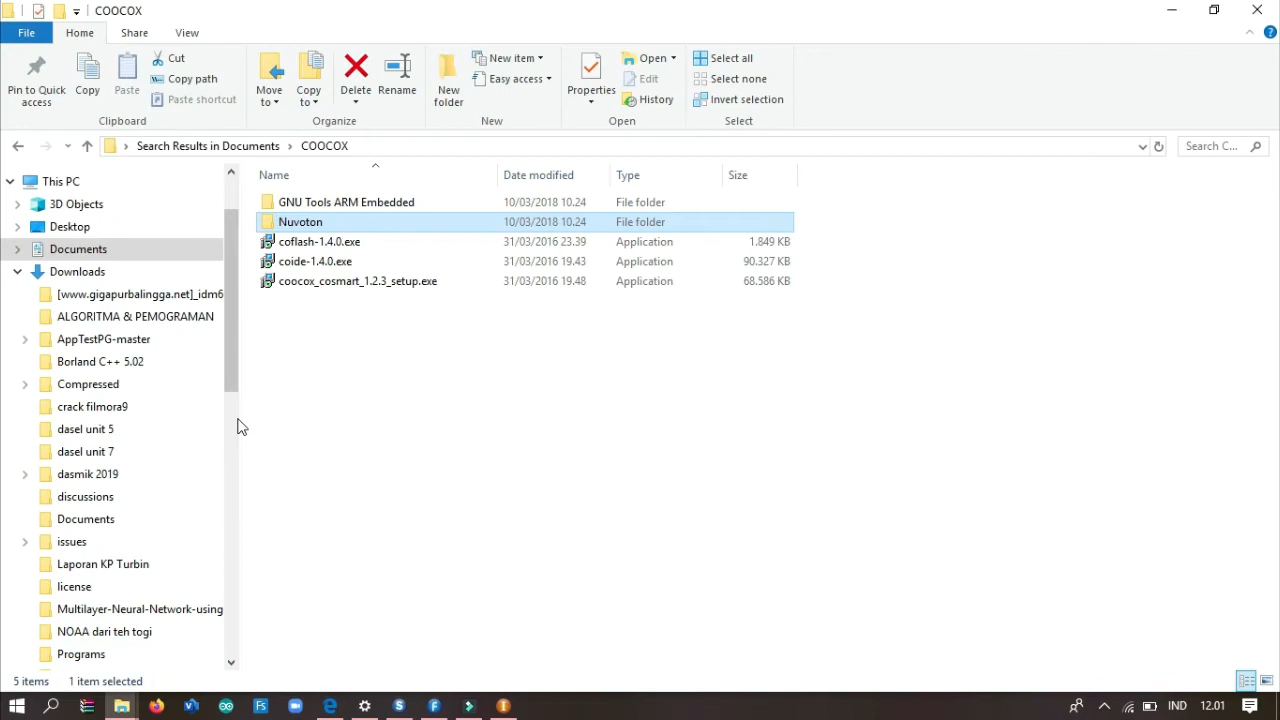 COOCOX
File Home Share View
Pin to Quick access
Copy
Paste
Cut
Copy path
Paste shortcut
Clipboard
Move to
Copy to
Delete
Rename
Organize
New folder
New item
Easy access
New
Properties
Open
Edit
History
Open
Select all
Select none
Invert selection
Select
Search Results in Documents COOCOX
Search C...
Name Date modified Type Size
GNU Tools ARM Embedded 10/03/2018 10.24 File folder
Nuvoton 10/03/2018 10.24 File folder
coflash-1.4.0.exe 31/03/2016 23.39 Application 1.849 KB
coide-1.4.0.exe 31/03/2016 19.43 Application 90.327 KB
coocox_cosmart_1.2.3_setup.exe 31/03/2016 19.48 Application 68.586 KB
This PC
3D Objects
Desktop
Documents
Downloads
[www.gigapurbalingga.net]_idm6
ALGORITMA & PEMOGRAMAN
AppTestPG-master
Borland C++ 5.02
Compressed
crack filmora9
dasel unit 5
dasel unit 7
dasmik 2019
discussions
Documents
issues
Laporan KP Turbin
license
Multilayer-Neural-Network-using
NOAA dari teh togi
Programs
5 items 1 item selected
IND 12.01